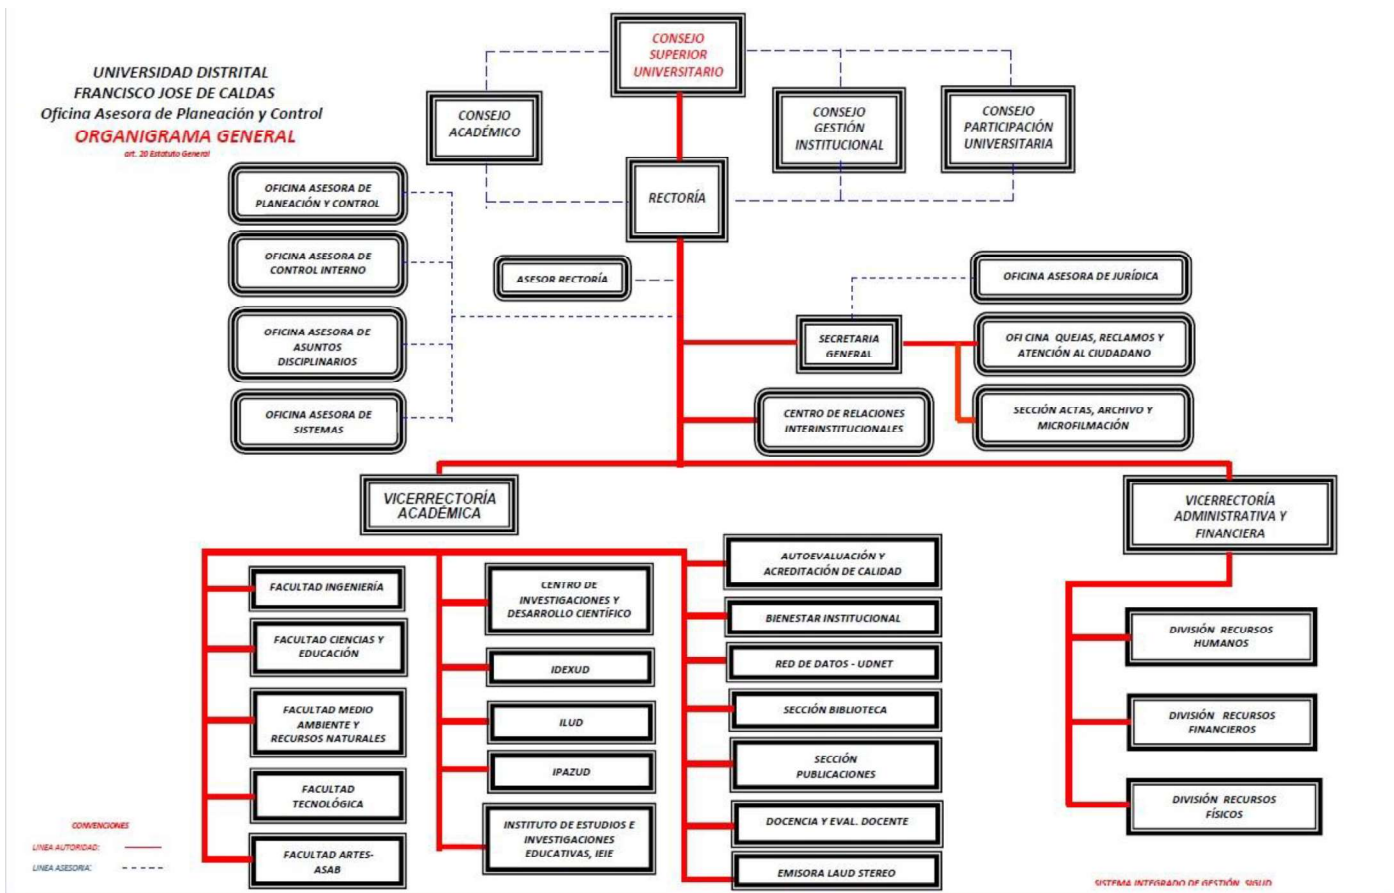 UNIVERSIDAD DISTRITAL
FRANCISCO JOSE DE CALDAS
Oficina Asesora de Planeación y Control
ORGANIGRAMA GENERAL
art. 20 Estatuto General
CONSEJO
SUPERIOR
UNIVERSITARIO
CONSEJO
ACADÉMICO
CONSEJO
GESTIÓN
INSTITUCIONAL
CONSEJO
PARTICIPACIÓN
UNIVERSITARIA
RECTORÍA
OFICINA ASESORA DE
PLANEACIÓN Y CONTROL
OFICINA ASESORA DE
CONTROL INTERNO
OFICINA ASESORA DE
ASUNTOS
DISCIPLINARIOS
OFICINA ASESORA DE
SISTEMAS
ASESOR RECTORÍA
OFICINA ASESORA DE JURÍDICA
SECRETARIA
GENERAL
OFICINA QUEJAS, RECLAMOS Y
ATENCIÓN AL CIUDADANO
SECCIÓN ACTAS, ARCHIVO Y
MICROFILMACIÓN
CENTRO DE RELACIONES
INTERINSTITUCIONALES
VICERRECTORÍA
ACADÉMICA
VICERRECTORÍA
ADMINISTRATIVA Y
FINANCIERA
FACULTAD INGENIERÍA
FACULTAD CIENCIAS Y
EDUCACIÓN
FACULTAD MEDIO
AMBIENTE Y
RECURSOS NATURALES
FACULTAD
TECNOLÓGICA
FACULTAD ARTES-
ASAB
CENTRO DE
INVESTIGACIONES Y
DESARROLLO CIENTÍFICO
IDEXUD
ILUD
IPAZUD
INSTITUTO DE ESTUDIOS E
INVESTIGACIONES
EDUCATIVAS, IEIE
AUTOEVALUACIÓN Y
ACREDITACIÓN DE CALIDAD
BIENESTAR INSTITUCIONAL
RED DE DATOS - UDNET
SECCIÓN BIBLIOTECA
SECCIÓN
PUBLICACIONES
DOCENCIA Y EVAL. DOCENTE
EMISORA LAUD STEREO
DIVISIÓN RECURSOS
HUMANOS
DIVISIÓN RECURSOS
FINANCIEROS
DIVISIÓN RECURSOS
FÍSICOS
CONVENCIONES
LINEA AUTORIDAD:
LINEA ASESORIA:
SISTEMA INTEGRADO DE GESTIÓN SIGUD